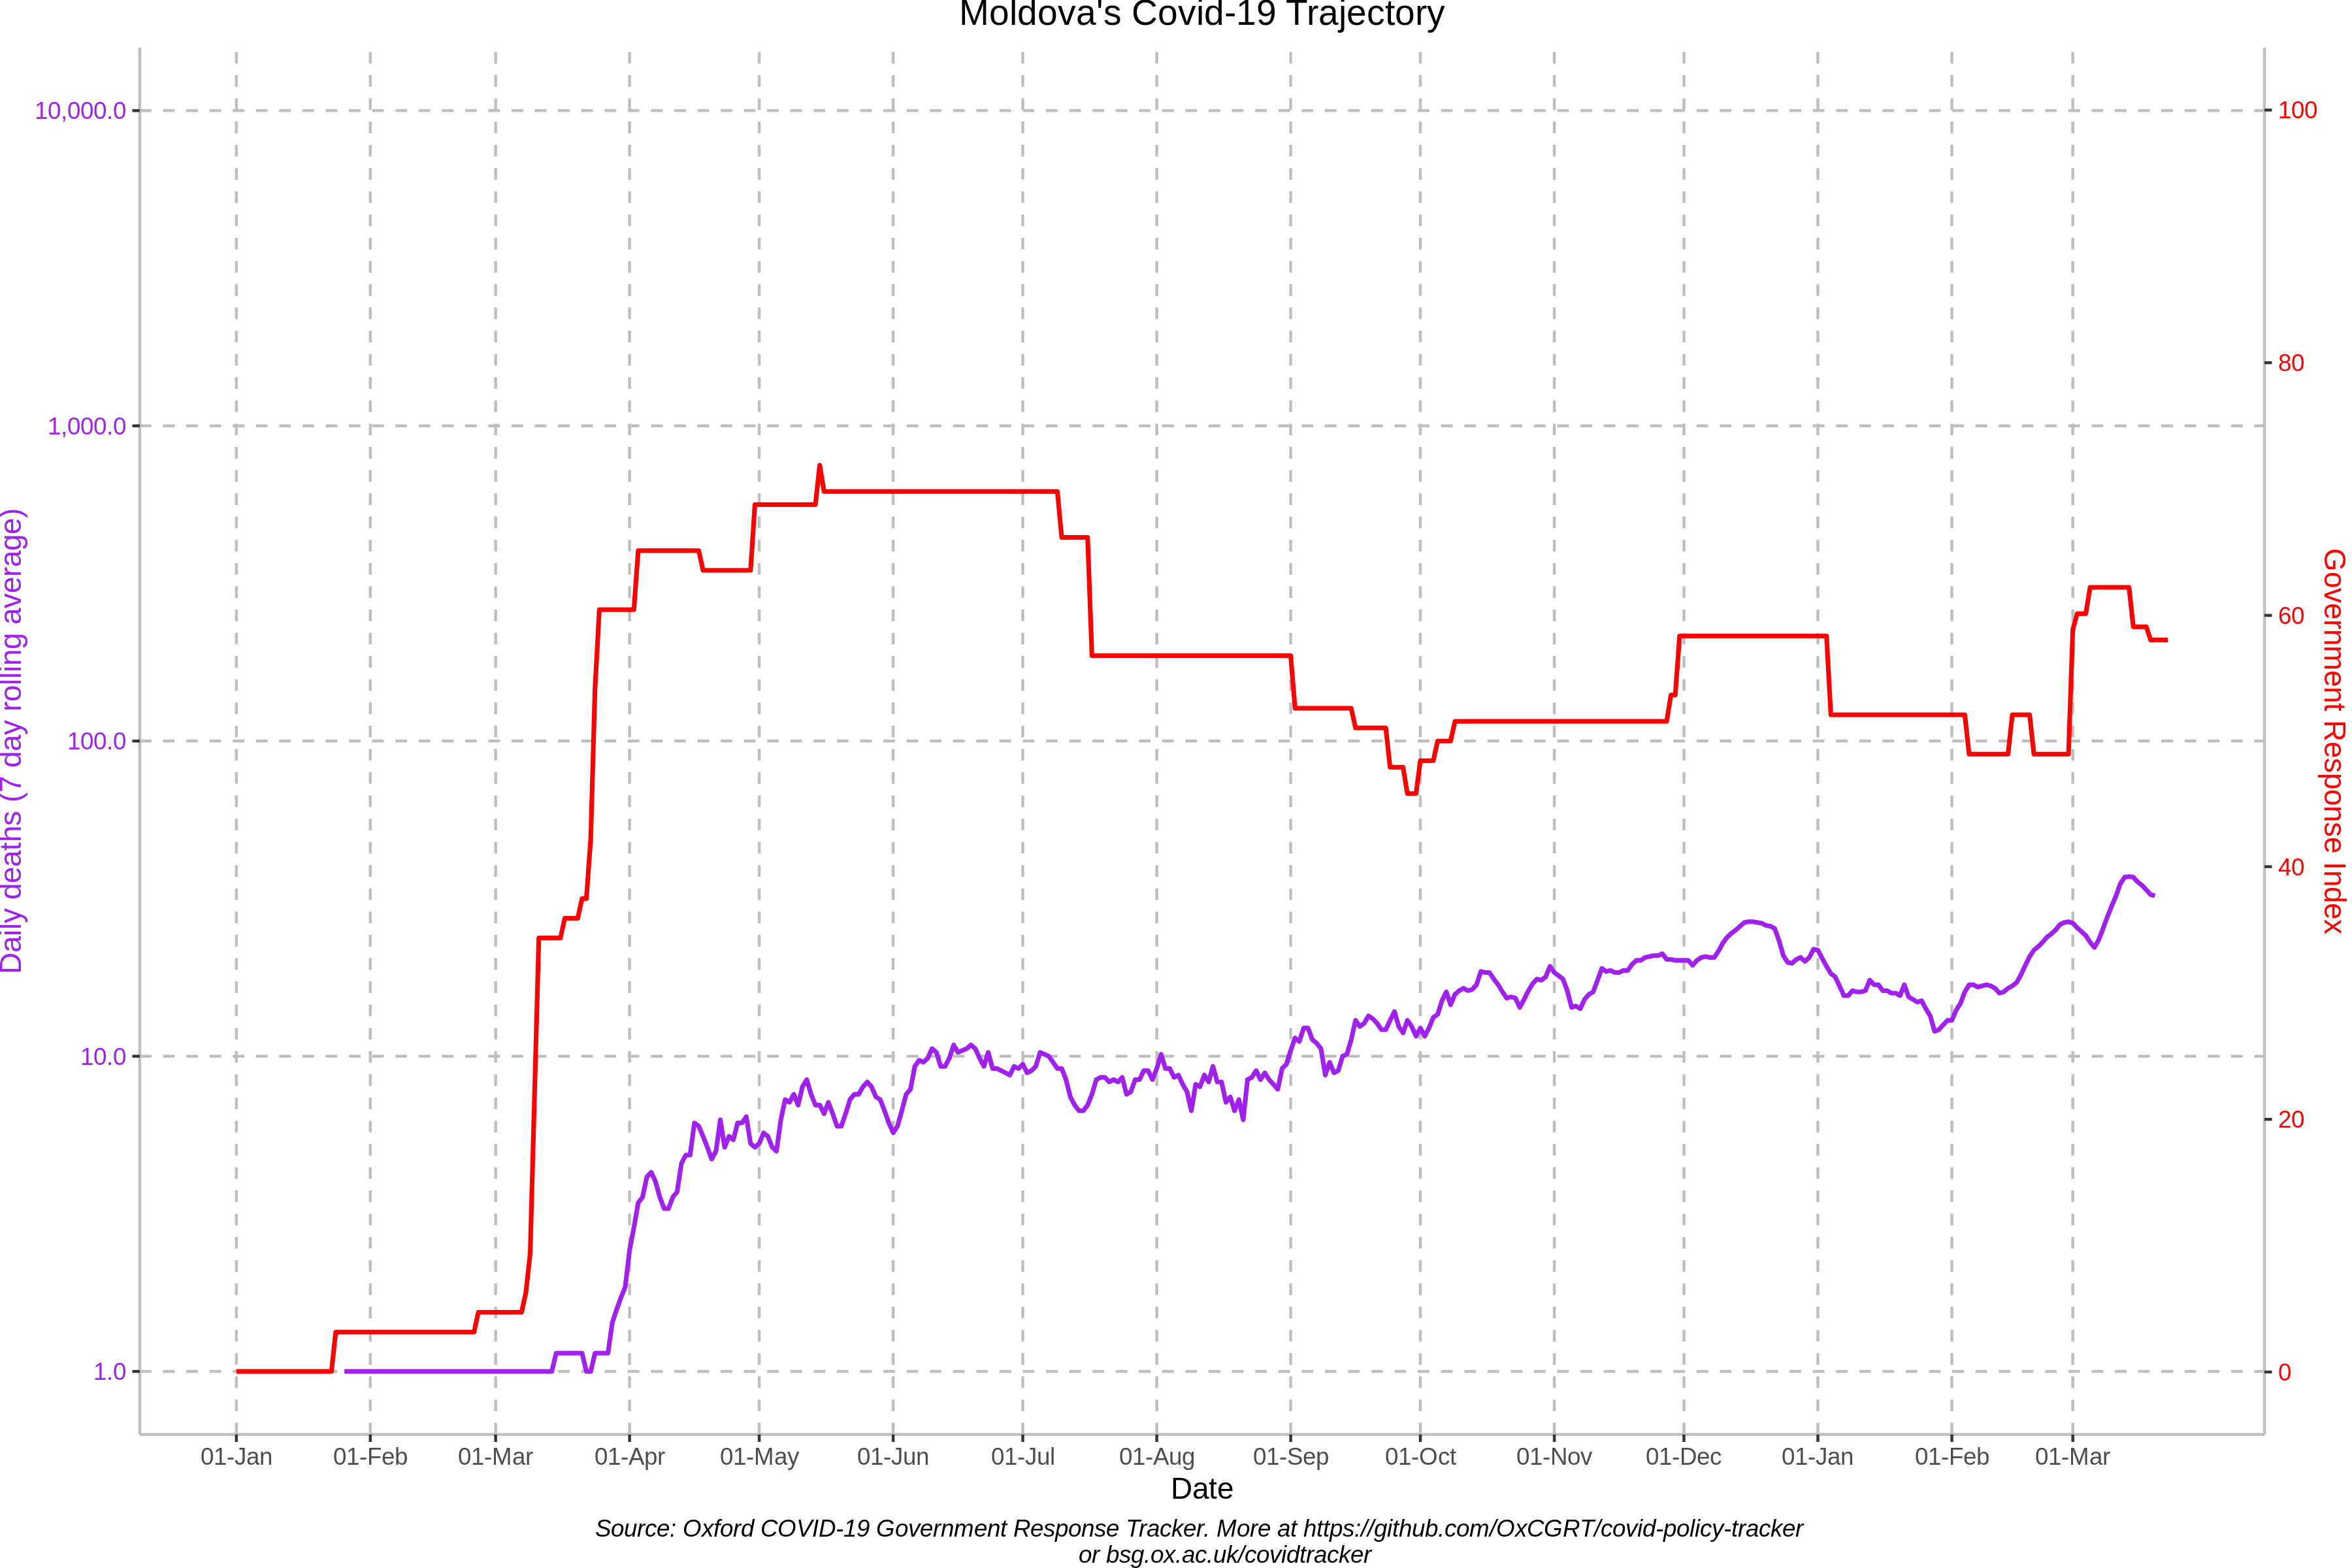 Moldova's Covid-19 Trajectory
Daily deaths (7 day rolling average)
10,000.0
1,000.0
100.0
10.0
1.0
100
80
60
40
20
0
Government Response Index
01-Jan 01-Feb 01-Mar 01-Apr 01-May 01-Jun 01-Jul 01-Aug 01-Sep 01-Oct 01-Nov 01-Dec 01-Jan 01-Feb 01-Mar
Date
Source: Oxford COVID-19 Government Response Tracker. More at https://github.com/OxCGRT/covid-policy-tracker
or bsg.ox.ac.uk/covidtracker